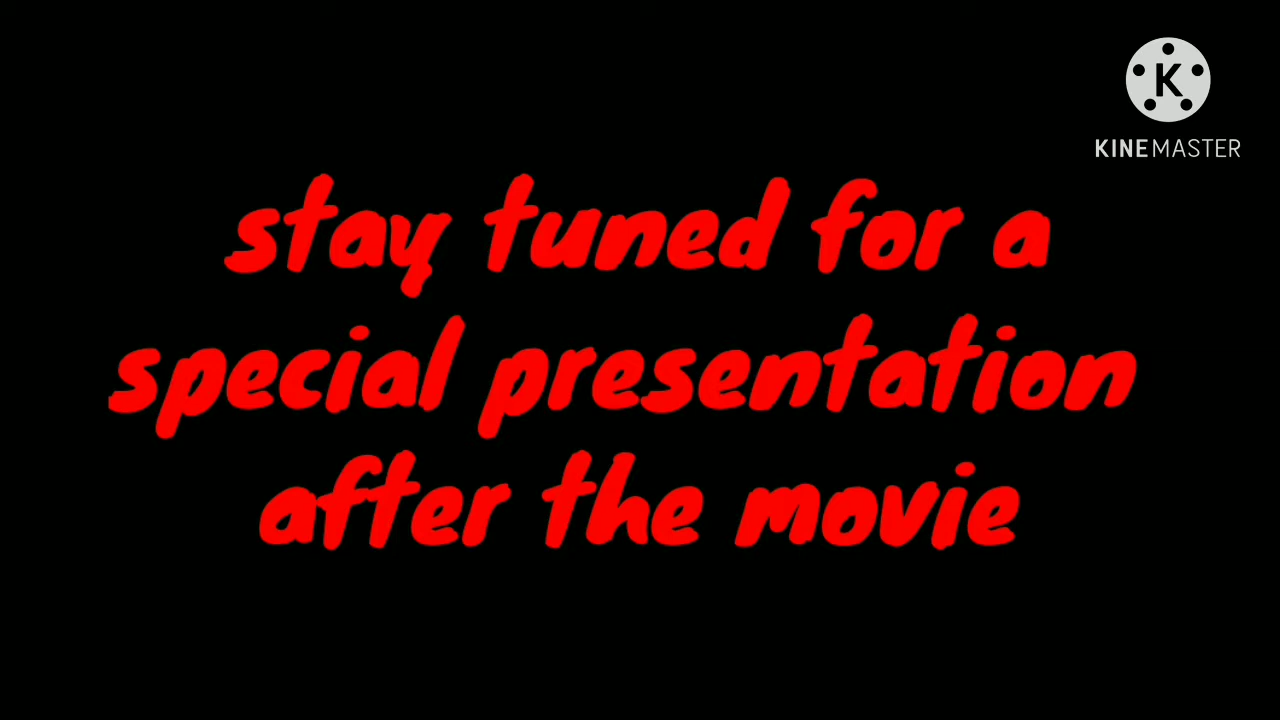 K
KINEMASTER
stay tuned for a
special presentation
after the movie